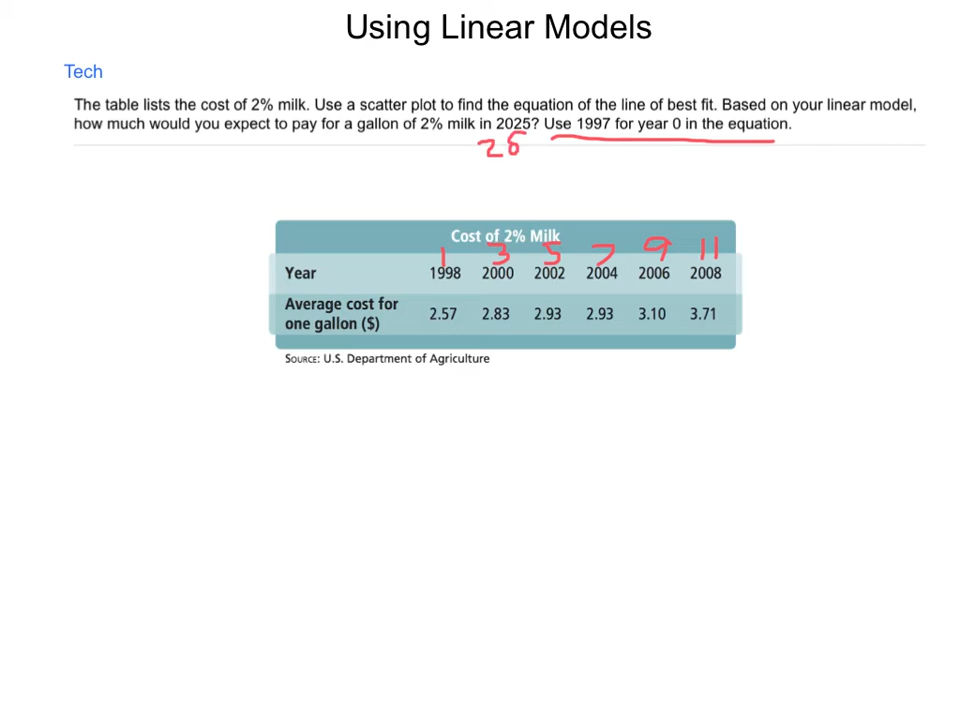 Using Linear Models
Tech
The table lists the cost of 2% milk. Use a scatter plot to find the equation of the line of best fit. Based on your linear model,
how much would you expect to pay for a gallon of 2% milk in 2025? Use 1997 for year 0 in the equation.
28
Cost of 2% Milk
1 3 5 7 9 11
Year 1998 2000 2002 2004 2006 2008
Average cost for
one gallon ($) 2.57 2.83 2.93 2.93 3.10 3.71
SOURCE: U.S. Department of Agriculture